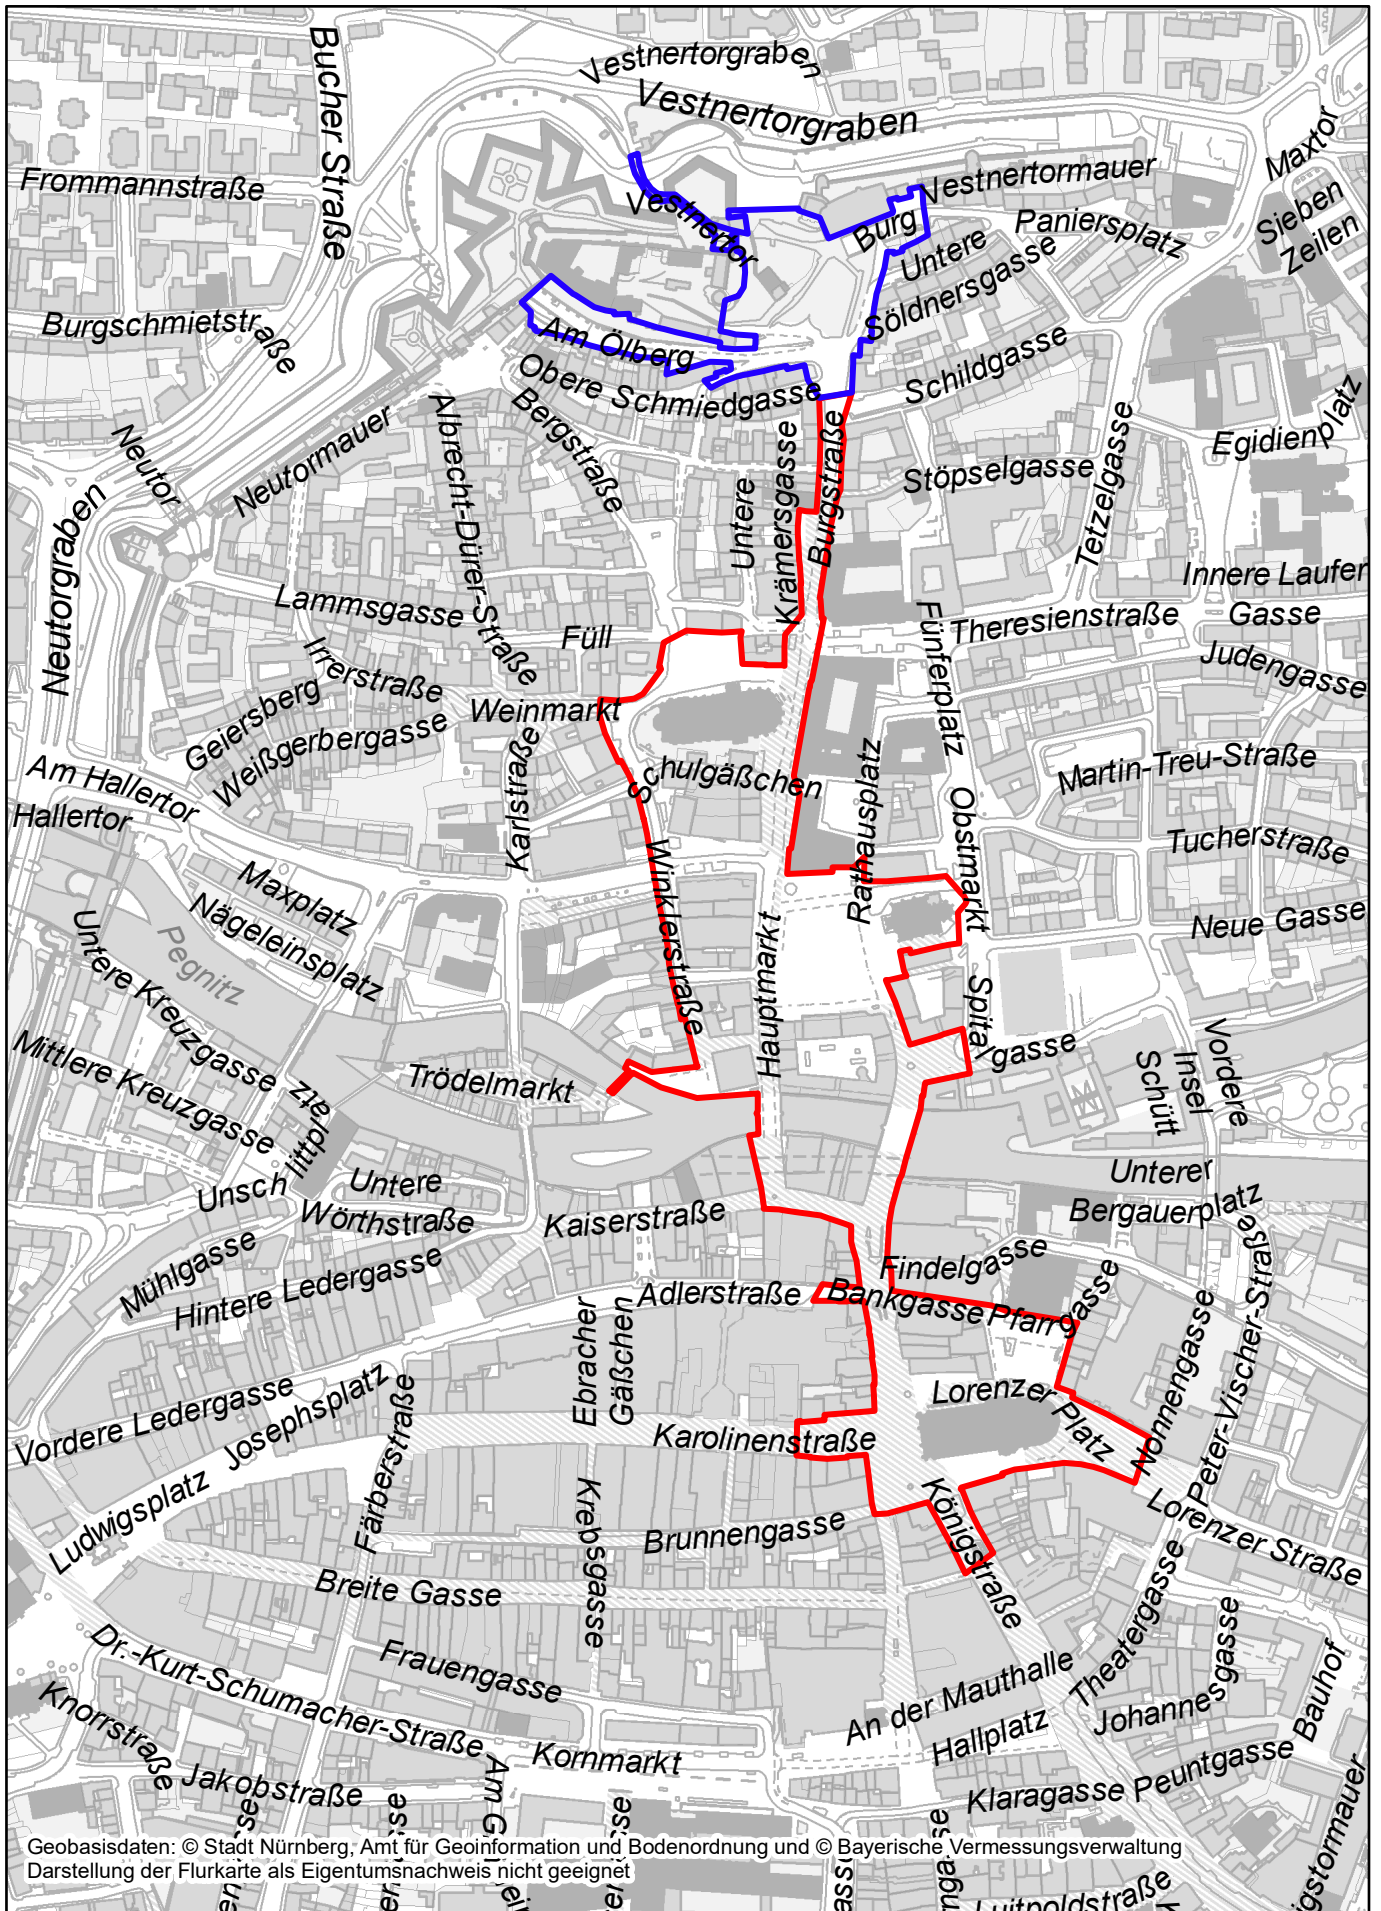 Vestnertorgraben
Vestnertorgraben
Bucher Straße
Maxtor
Frommannstraße
Vestnertormauer
Vestnertor
Burg
Paniersplatz
Sieben
Zeilen
Untere
Söldnersgasse
Burgschmietstraße
Am Ölberg
Obere Schmiedgasse
Schildgasse
Bergstraße
Albrecht-Dürer-Straße
Neutormauer
Neutor
Neutorgraben
Untere
Krämersgasse
Burgstraße
Stöpselgasse
Tetzelgasse
Egidienplatz
Innere Laufer
Gasse
Lammsgasse
Füll
Theresienstraße
Fünferplatz
Judengasse
Irrerstraße
Geiersberg
Weißgerbergasse
Weinmarkt
Karlstraße
Schulgäßchen
Martin-Treu-Straße
Am Hallertor
Hallertor
Rathausplatz
Obstmarkt
Tucherstraße
Maxplatz
Nägeleinsplatz
Winklerstraße
Hauptmarkt
Neue Gasse
Pegnitz
Untere Kreuzgasse
Mittlere Kreuzgasse
Spitalgasse
Trödelmarkt
Vordere
Insel
Schütt
Unschlittplatz
Untere
Wörthstraße
Kaiserstraße
Unterer
Bergauerplatz
Mühlgasse
Hintere Ledergasse
Findelgasse
Adlerstraße
Bankgasse
Pfarrgasse
Nonnengasse
Peter-Vischer-Straße
Ebracher
Gäßchen
Vordere Ledergasse
Josephsplatz
Färberstraße
Karolinenstraße
Lorenzer Platz
Ludwigsplatz
Krebsgasse
Brunnengasse
Königstraße
Lorenzer Straße
Breite Gasse
Theatergasse
Johannesgasse
Dr.-Kurt-Schumacher-Straße
Frauengasse
An der Mauthalle
Hallplatz
Bauhof
Knorrstraße
Jakobstraße
Kornmarkt
Klaragasse
Peuntgasse
Geobasisdaten: © Stadt Nürnberg, Amt für Geoinformation und Bodenordnung und © Bayerische Vermessungsverwaltung
Darstellung der Flurkarte als Eigentumsnachweis nicht geeignet
Luitpoldstraße